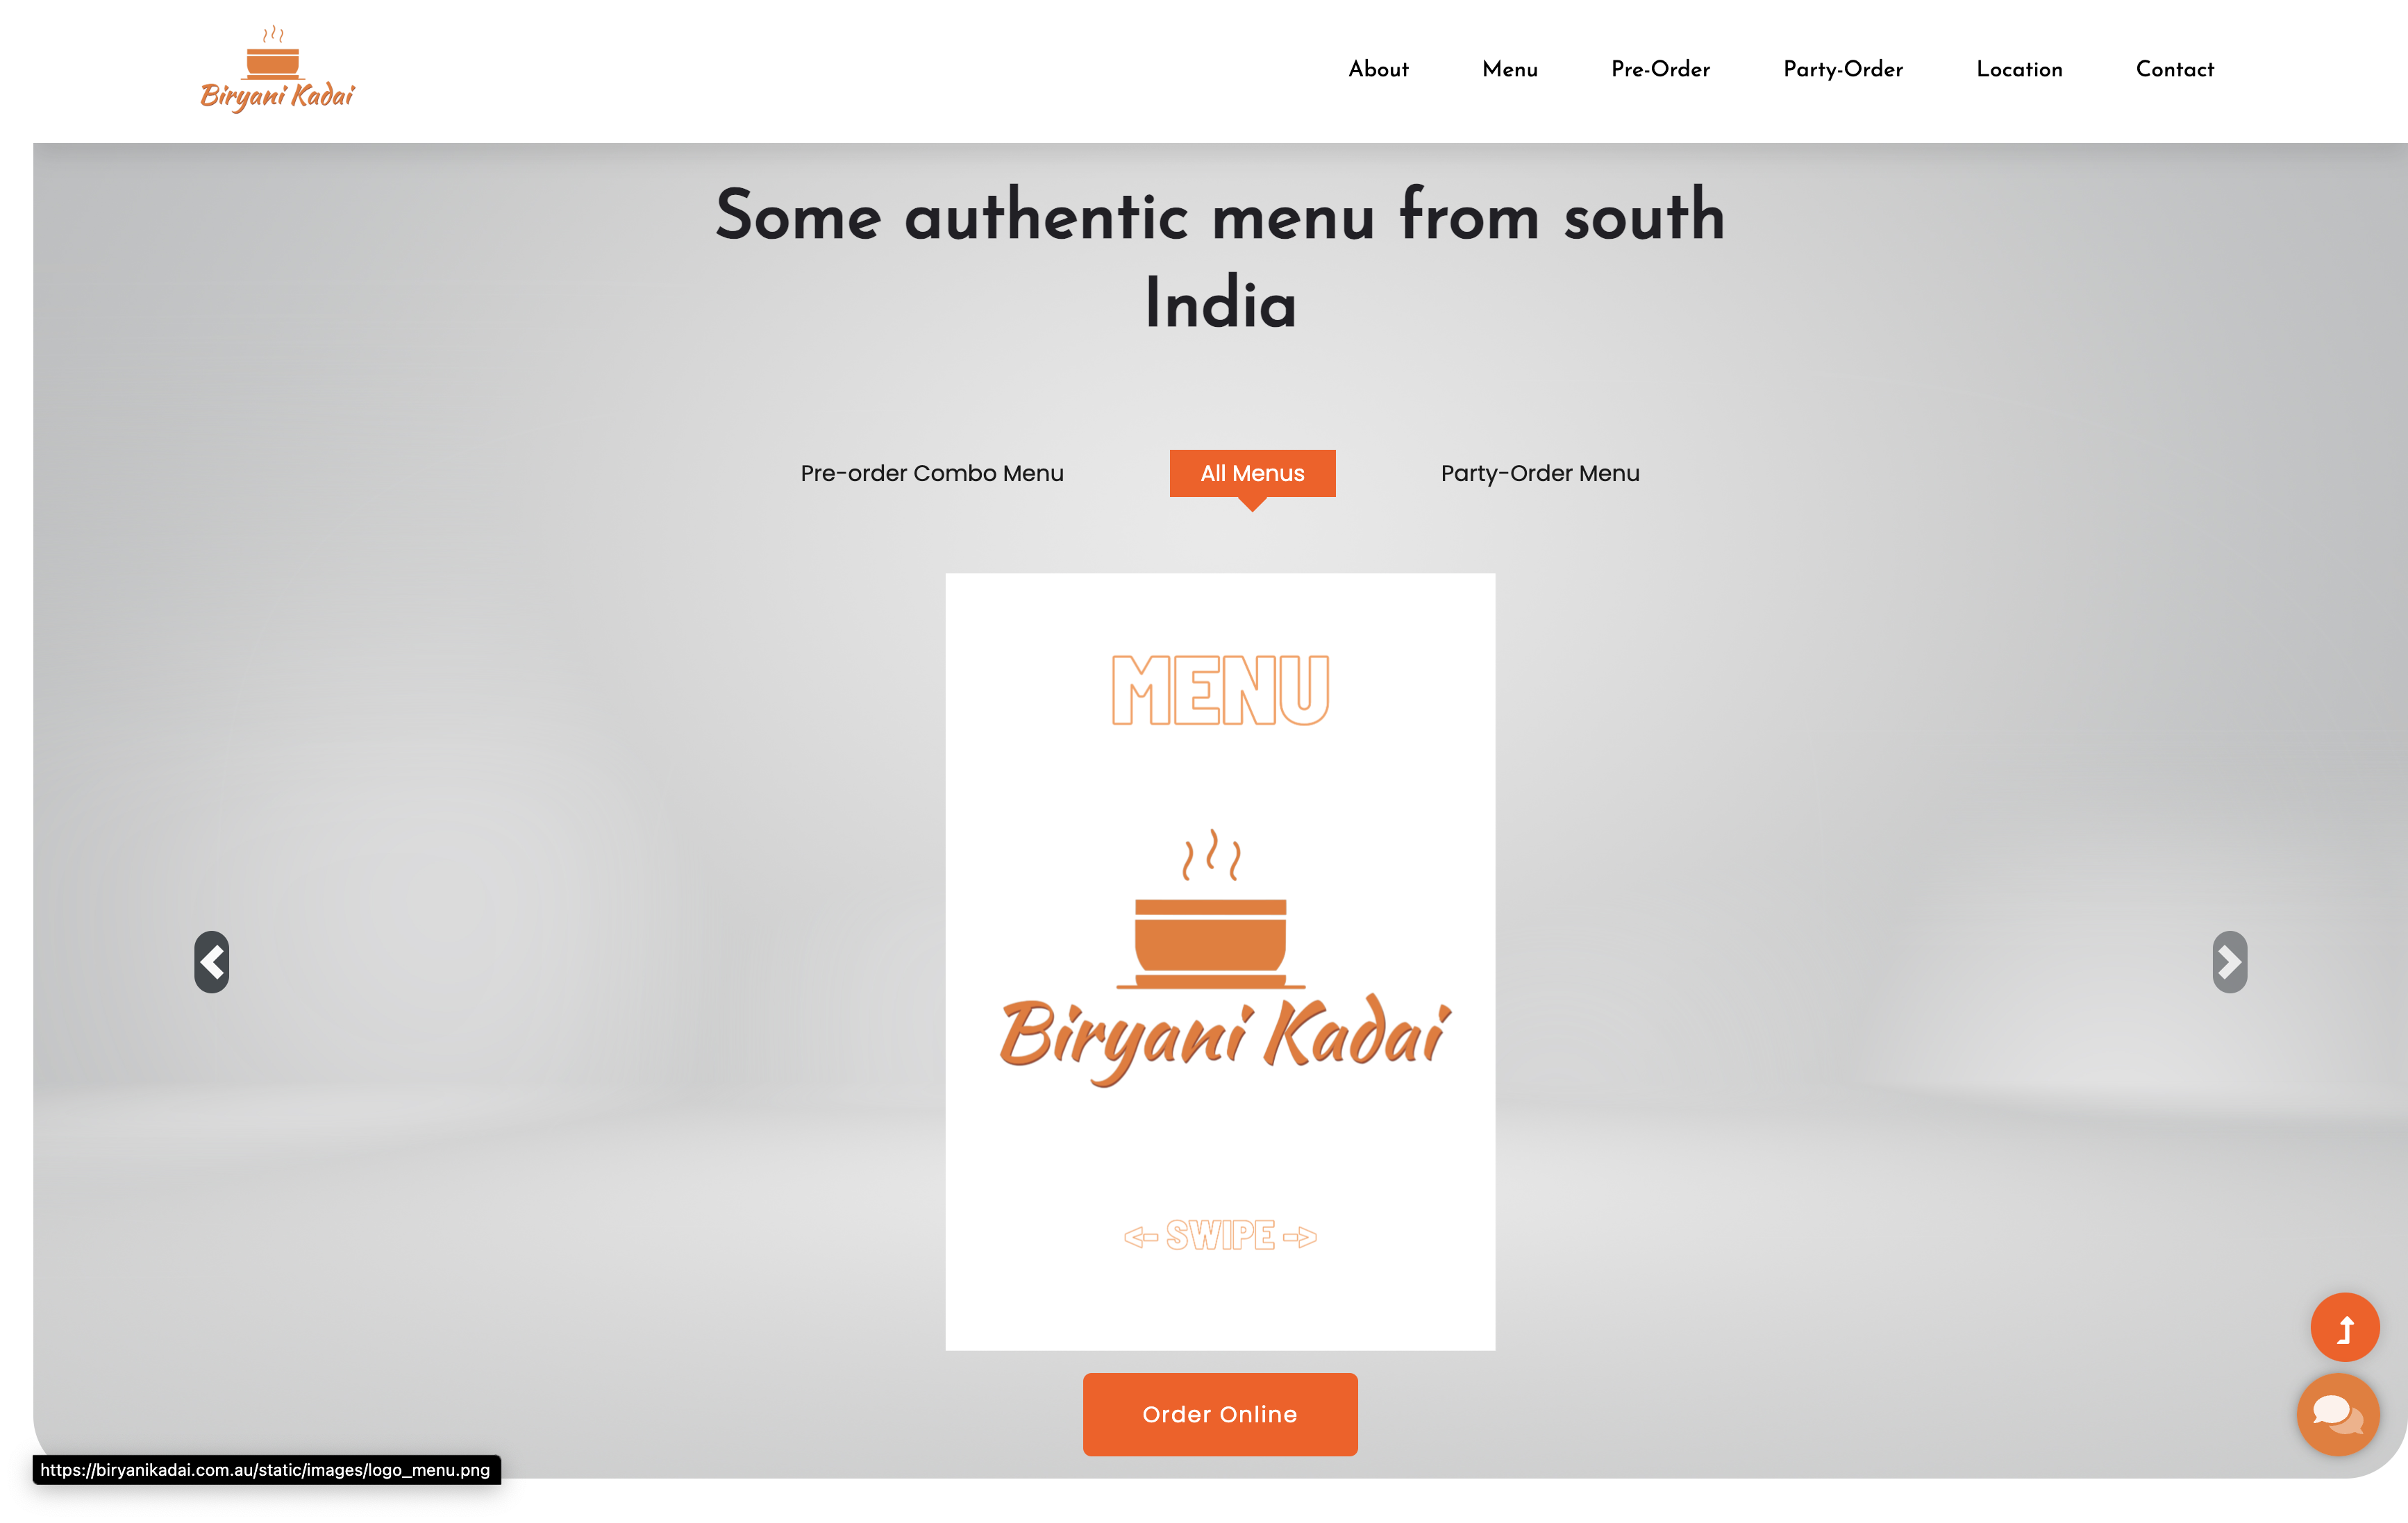 Biryani Kadai
About Menu Pre-Order Party-Order Location Contact
Some authentic menu from south
India
Pre-order Combo Menu All Menus Party-Order Menu
MENU
Biryani Kadai
<- SWIPE ->
Order Online
https://biryanikadai.com.au/static/images/logo_menu.png